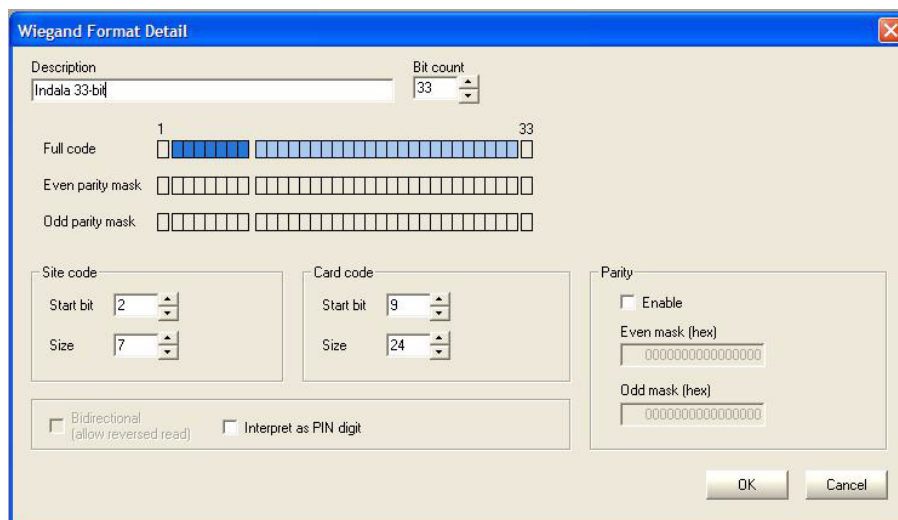 Wiegand Format Detail
Description
Bit count
Indala 33-bit
33
1
33
Full code
Even parity mask
Odd parity mask
Site code
Card code
Parity
Start bit 2
Start bit 9
Enable
Size 7
Size 24
Even mask (hex)
0000000000000000
Odd mask (hex)
0000000000000000
Bidirectional
(allow reversed read)
Interpret as PIN digit
OK
Cancel